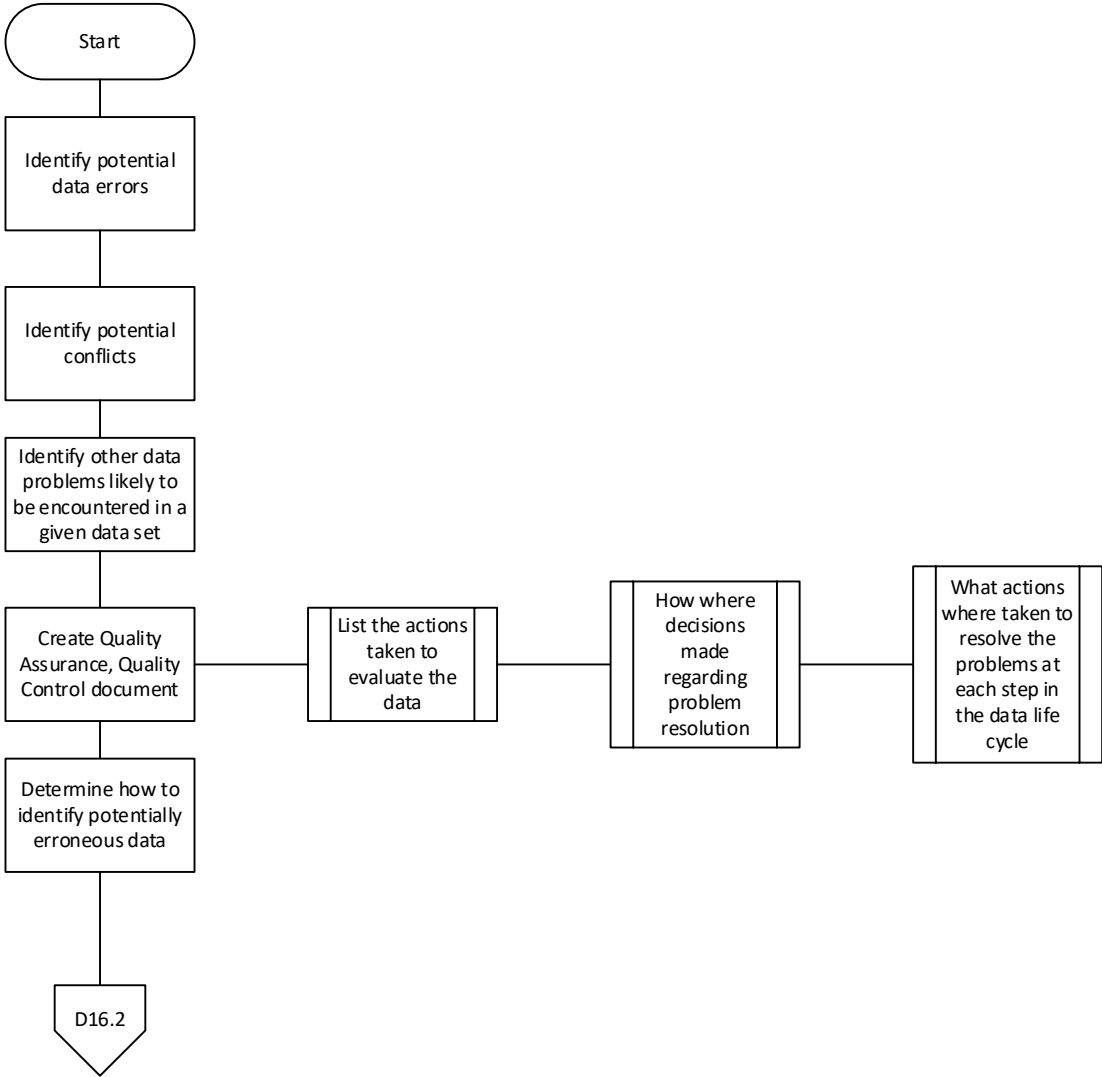 Start
Identify potential
data errors
Identify potential
conflicts
Identify other data
problems likely to
be encountered in a
given data set
Create Quality
Assurance, Quality
Control document
List the actions
taken to
evaluate the
data
How where
decisions
made
regarding
problem
resolution
What actions
where taken to
resolve the
problems at
each step in
the data life
cycle
Determine how to
identify potentially
erroneous data
D16.2